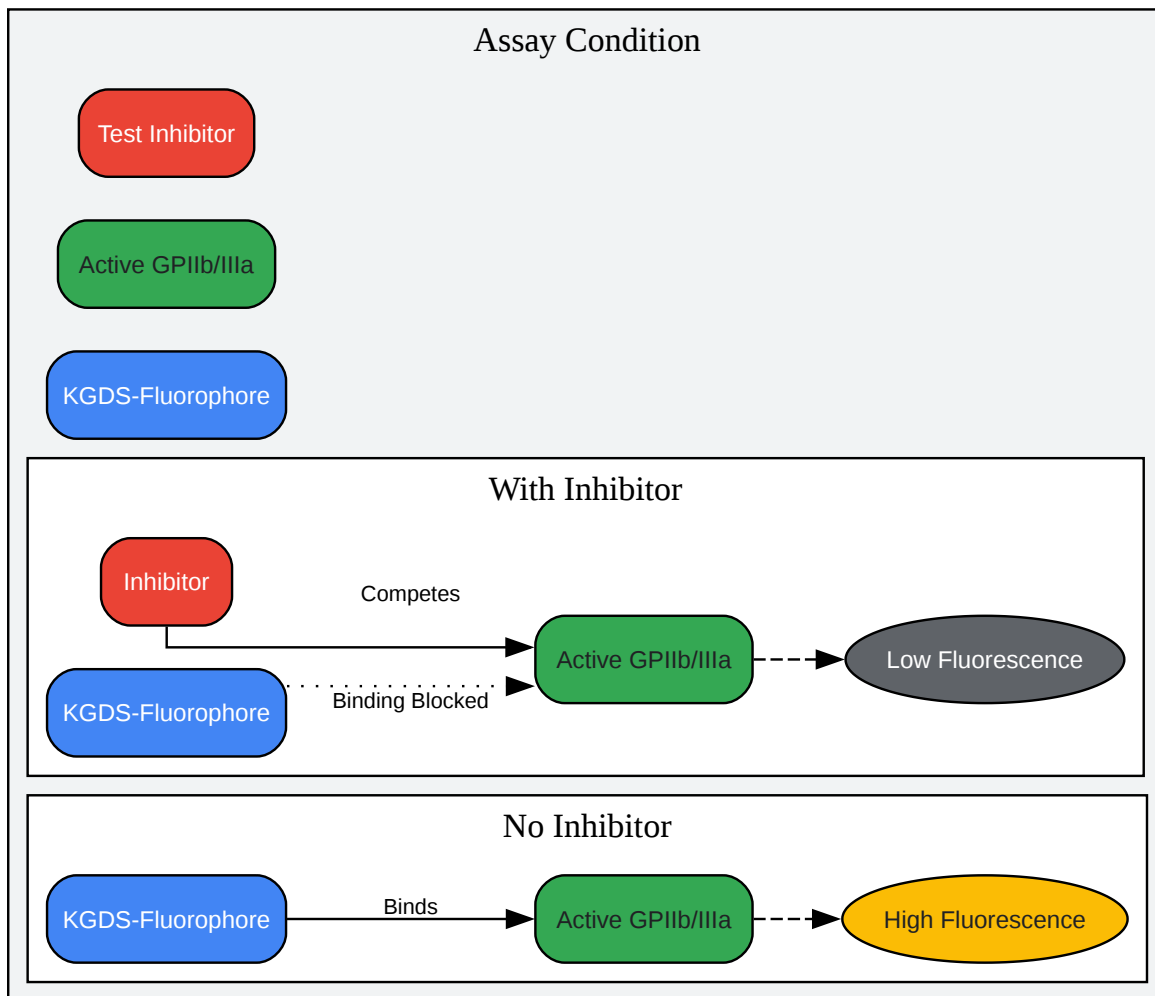 Assay Condition
Test Inhibitor
Active GPIIb/IIIa
KGDS-Fluorophore
With Inhibitor
Inhibitor
Competes
Active GPIIb/IIIa
Low Fluorescence
KGDS-Fluorophore
Binding Blocked
No Inhibitor
KGDS-Fluorophore
Binds
Active GPIIb/IIIa
High Fluorescence